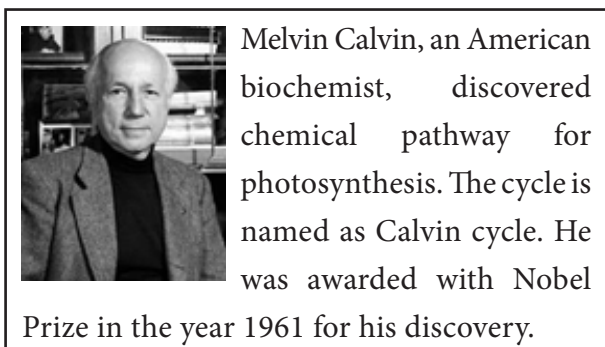 Melvin Calvin, an American
biochemist, discovered
chemical pathway for
photosynthesis. The cycle is
named as Calvin cycle. He
was awarded with Nobel
Prize in the year 1961 for his discovery.